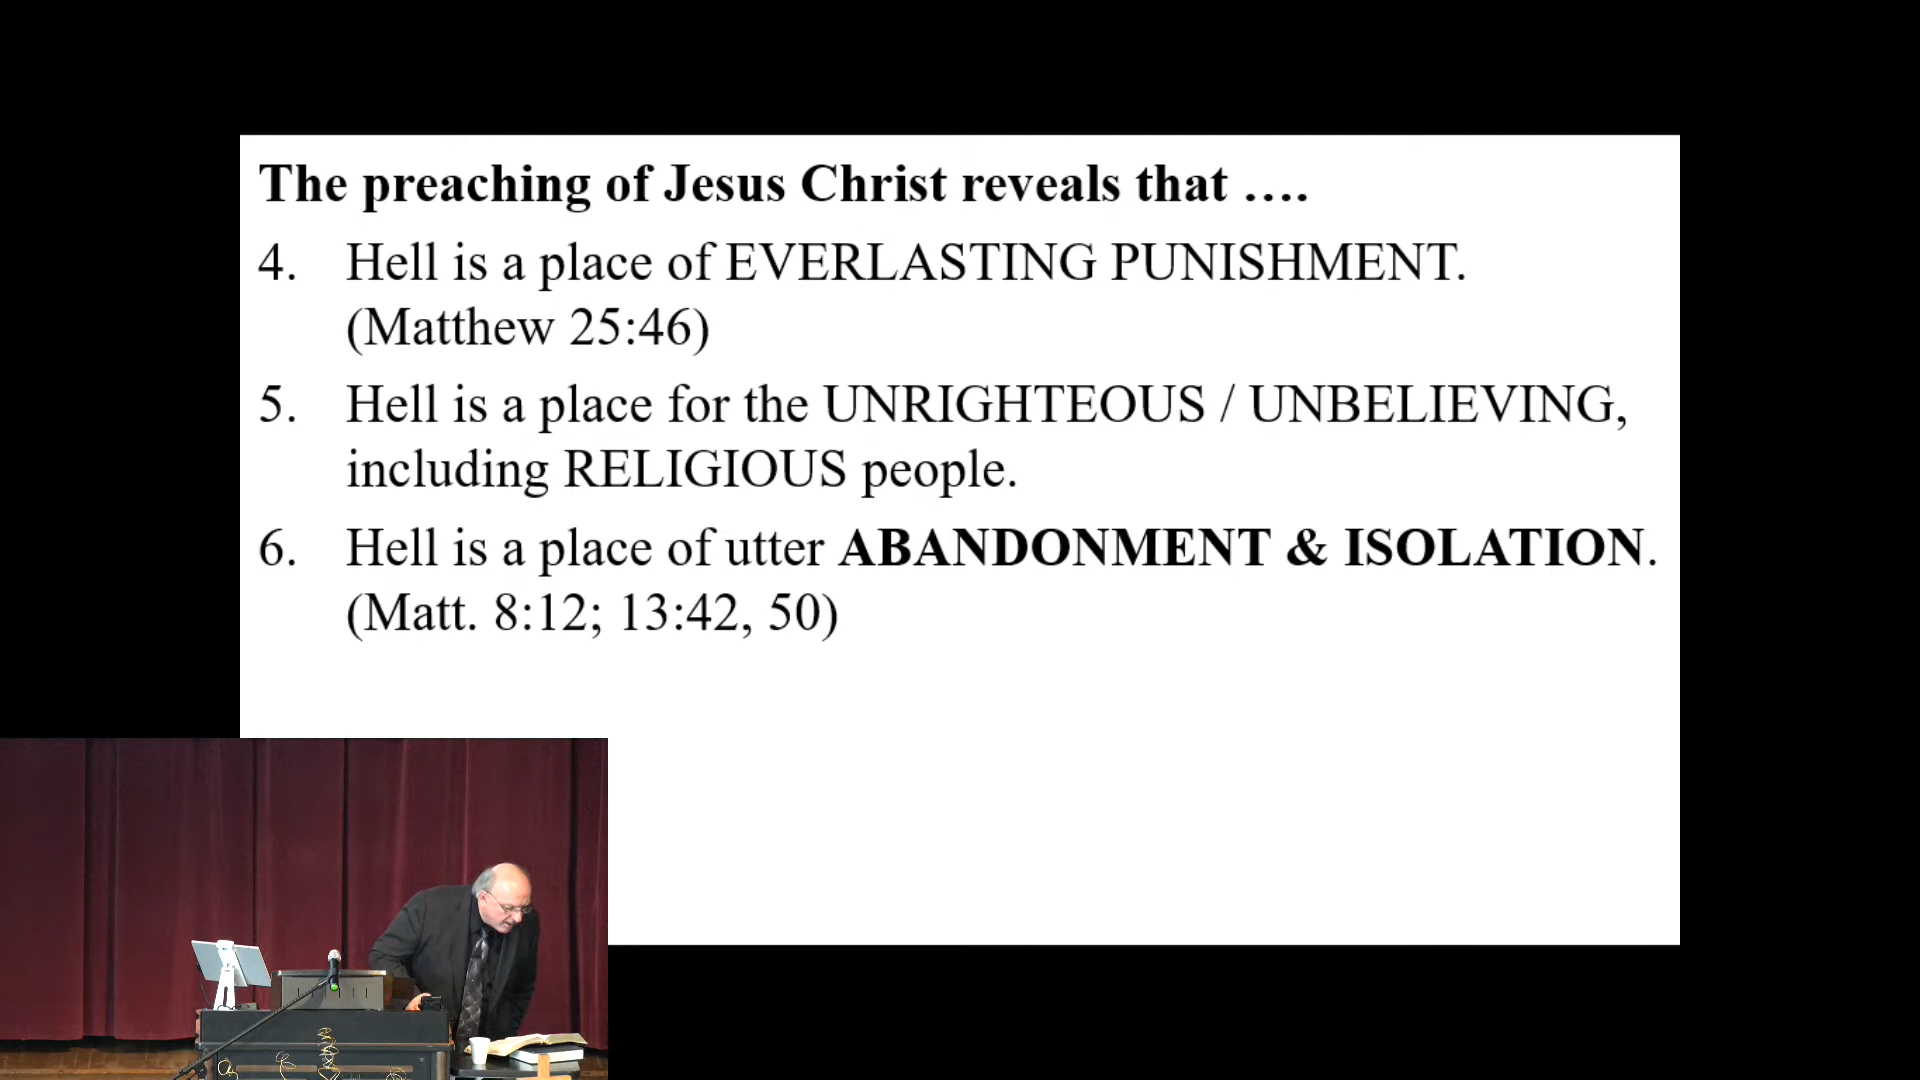 The preaching of Jesus Christ reveals that ....
4. Hell is a place of EVERLASTING PUNISHMENT.
(Matthew 25:46)
5. Hell is a place for the UNRIGHTEOUS / UNBELIEVING,
including RELIGIOUS people.
6. Hell is a place of utter ABANDONMENT & ISOLATION.
(Matt. 8:12; 13:42, 50)